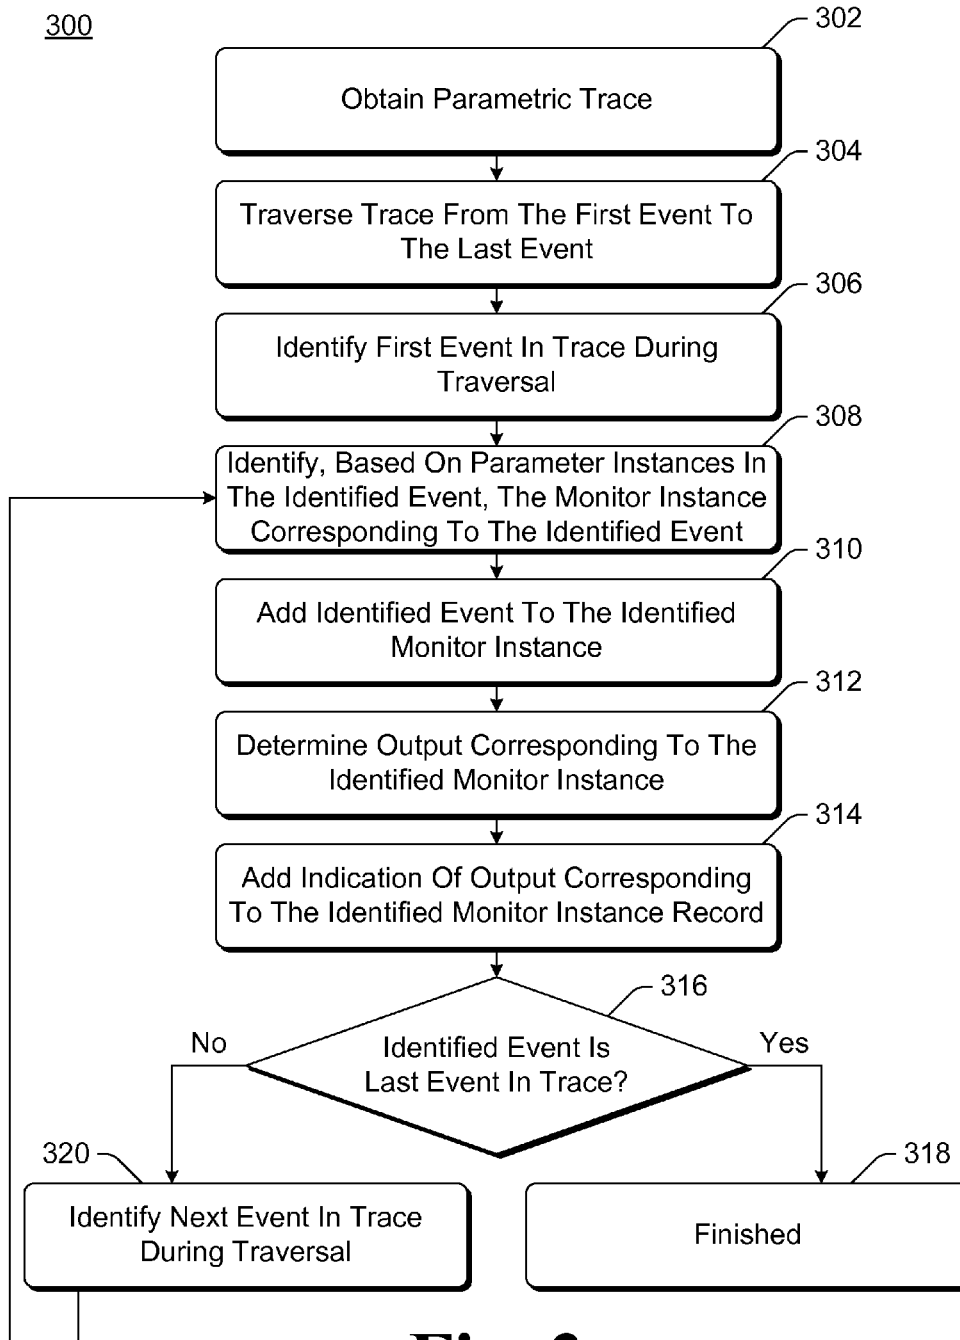 300
302
Obtain Parametric Trace
304
Traverse Trace From The First Event To
The Last Event
306
Identify First Event In Trace During
Traversal
308
Identify, Based On Parameter Instances In
The Identified Event, The Monitor Instance
Corresponding To The Identified Event
310
Add Identified Event To The Identified
Monitor Instance
312
Determine Output Corresponding To The
Identified Monitor Instance
314
Add Indication Of Output Corresponding
To The Identified Monitor Instance Record
316
Identified Event Is
Last Event In Trace?
No
Yes
320
Identify Next Event In Trace
During Traversal
318
Finished